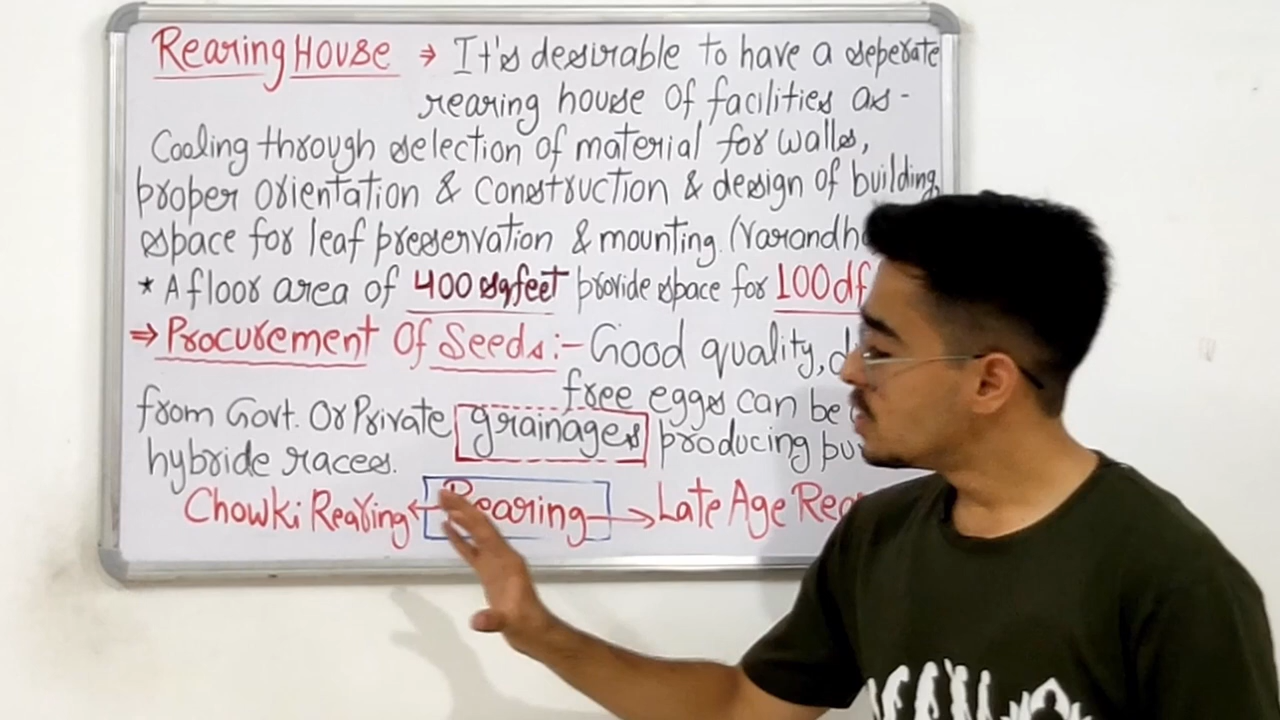 Rearing House → It's desirable to have a seperate
rearing house of facilities as -
Cooling through selection of material for walls,
proper orientation & construction & design of building,
space for leaf preservation & mounting. (Varandh
* A floor area of 400 sqfeet provide space for 100 df
⇒ Procurement Of Seeds :- Good quality, d
free eggs can be
from Govt. Or Private grainages producing pu
hybride races.
Chowki Rearing ← Rearing → Late Age Rea